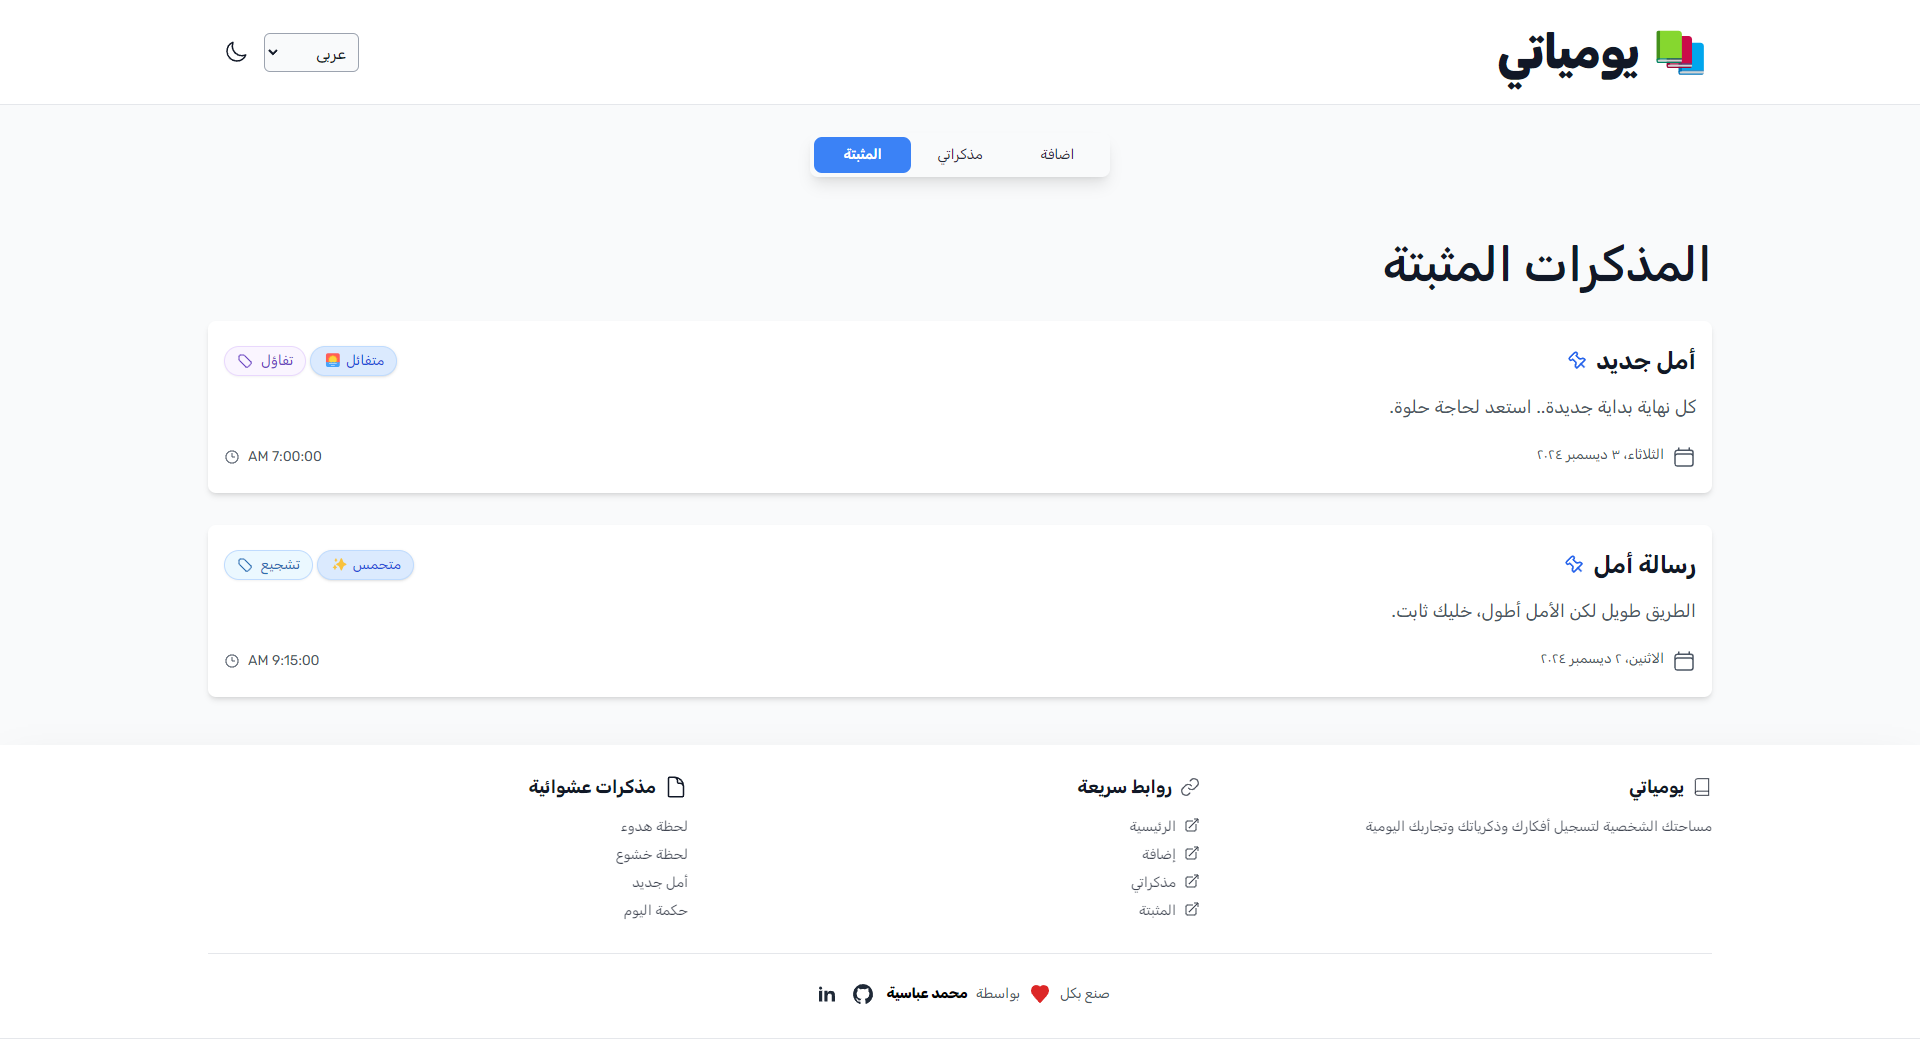 يومياتي
عربى
اضافة
مذكراتي
المثبتة
المذكرات المثبتة
أمل جديد
متفائل
تفاؤل
كل نهاية بداية جديدة.. استعد لحاجة حلوة.
الثلاثاء، ٣ ديسمبر ٢٠٢٤
7:00:00 AM
رسالة أمل
متحمس
تشجيع
الطريق طويل لكن الأمل أطول، خليك ثابت.
الاثنين، ٢ ديسمبر ٢٠٢٤
9:15:00 AM
يومياتي
مساحتك الشخصية لتسجيل أفكارك وذكرياتك وتجاربك اليومية
روابط سريعة
الرئيسية
إضافة
مذكراتي
المثبتة
مذكرات عشوائية
لحظة هدوء
لحظة خشوع
أمل جديد
حكمة اليوم
صنع بكل بواسطة محمد عباسية